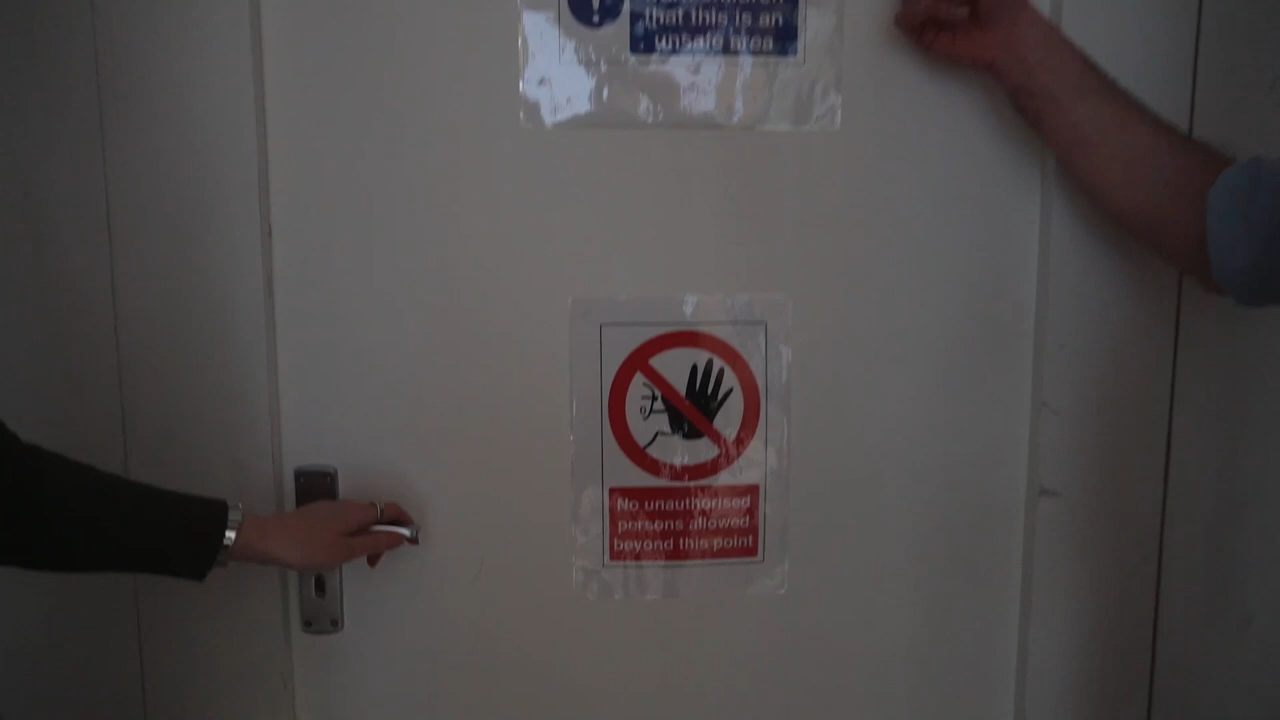 that this is an
unsafe area
No unauthorised
persons allowed
beyond this point